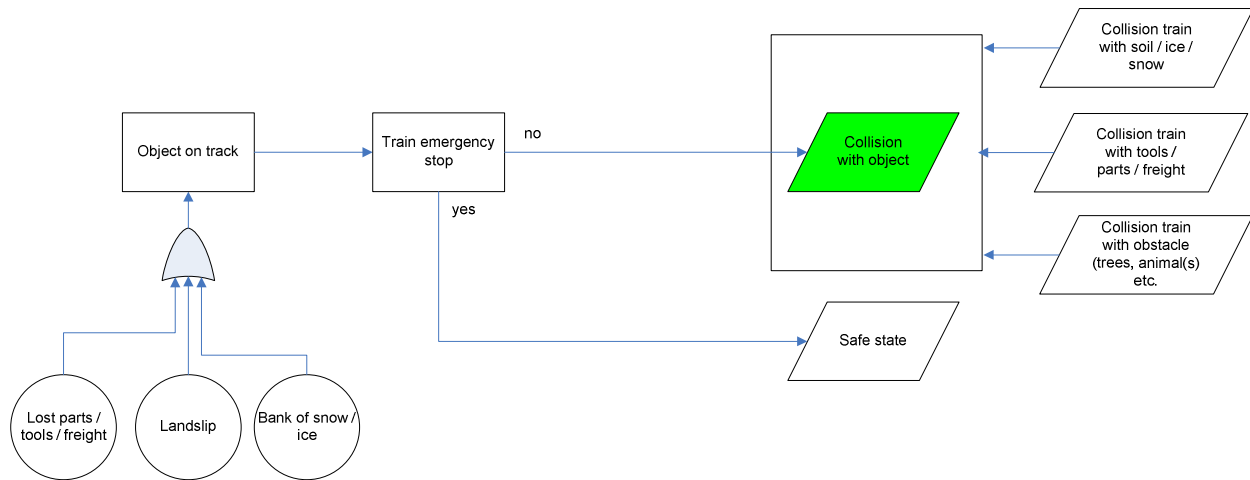 Object on track
Train emergency
stop
no
yes
Collision
with object
Collision train
with soil / ice /
snow
Collision train
with tools /
parts / freight
Collision train
with obstacle
(trees, animal(s)
etc.
Safe state
Lost parts /
tools / freight
Landslip
Bank of snow /
ice